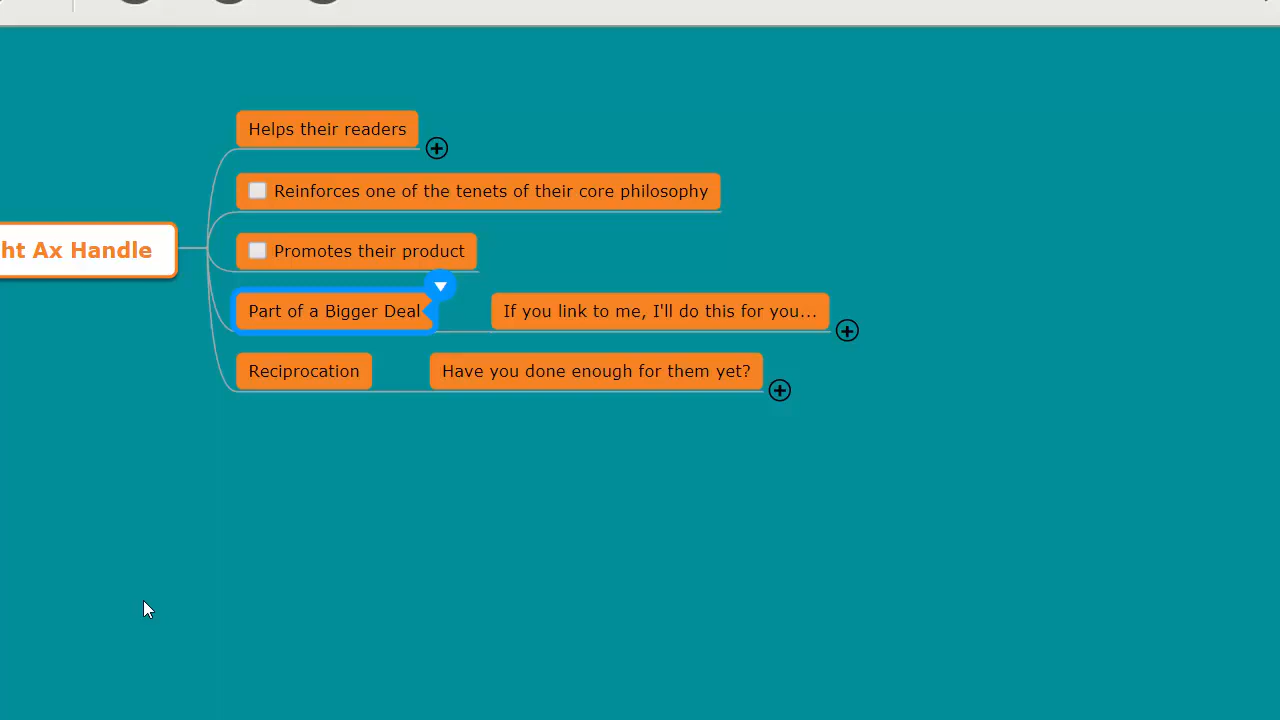 Helps their readers
Reinforces one of the tenets of their core philosophy
ht Ax Handle
Promotes their product
Part of a Bigger Deal
If you link to me, I'll do this for you...
Reciprocation
Have you done enough for them yet?